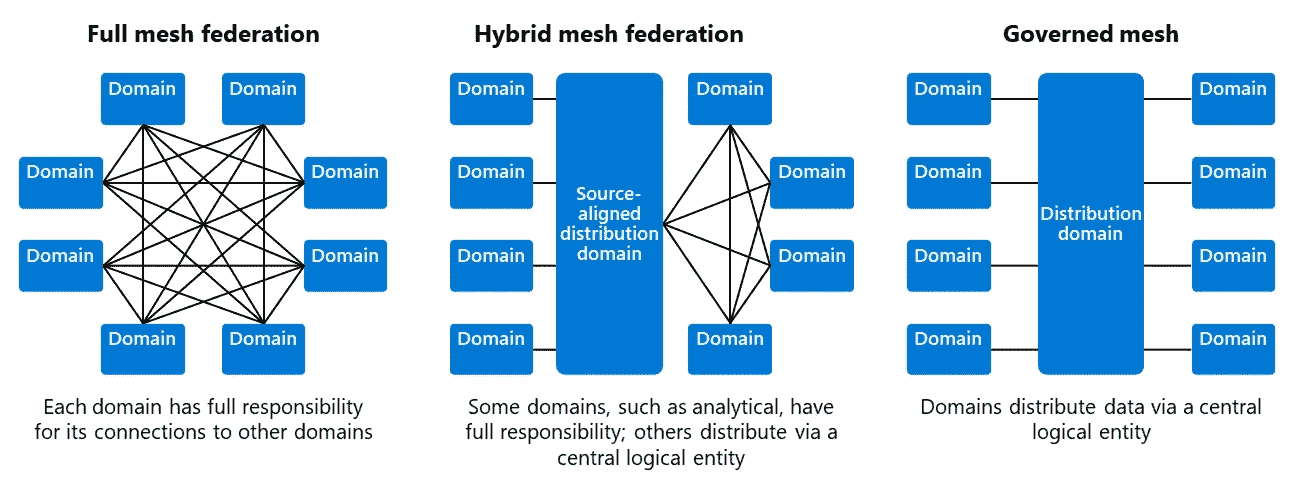 Full mesh federation
Domain
Domain
Domain
Domain
Domain
Domain
Domain
Domain
Each domain has full responsibility
for its connections to other domains
Hybrid mesh federation
Domain
Domain
Domain
Domain
Source-
aligned
distribution
domain
Domain
Domain
Domain
Domain
Some domains, such as analytical, have
full responsibility; others distribute via a
central logical entity
Governed mesh
Domain
Domain
Domain
Domain
Distribution
domain
Domain
Domain
Domain
Domain
Domains distribute data via a central
logical entity